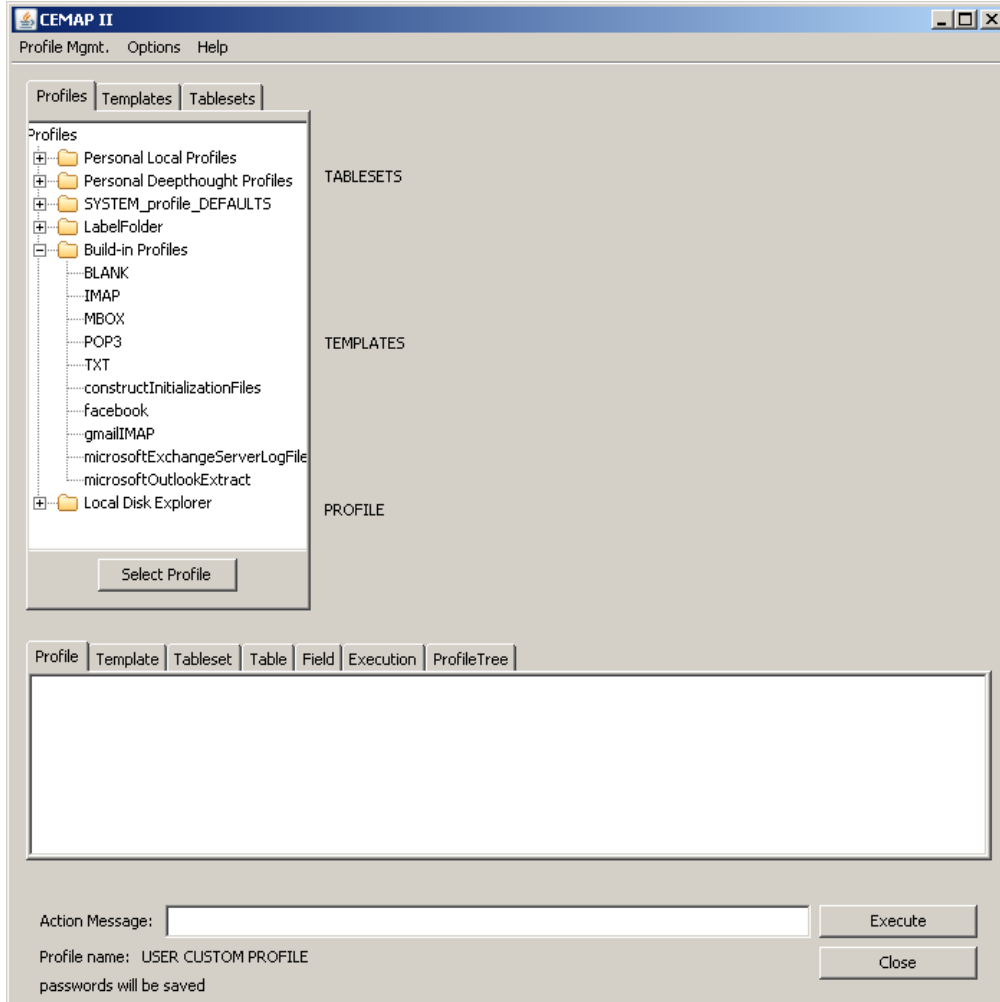 CEMAP II
Profile Mgmt. Options Help
Profiles Templates Tablesets
Profiles
Personal Local Profiles
Personal Deepthought Profiles
SYSTEM_profile_DEFAULTS
LabelFolder
Build-in Profiles
BLANK
IMAP
MBOX
POP3
TXT
constructInitializationFiles
facebook
gmailIMAP
microsoftExchangeServerLogFile
microsoftOutlookExtract
Local Disk Explorer
Select Profile
TABLESETS
TEMPLATES
PROFILE
Profile Template Tableset Table Field Execution ProfileTree
Action Message:
Execute
Profile name: USER CUSTOM PROFILE
Close
passwords will be saved